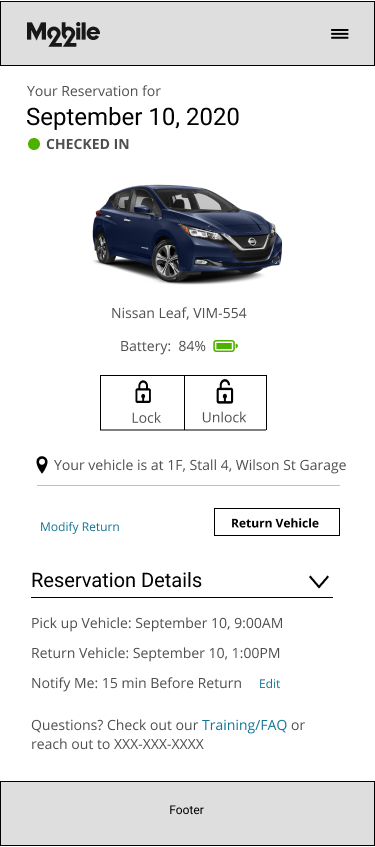 Mobile
22
Your Reservation for
September 10, 2020
CHECKED IN
Nissan Leaf, VIM-554
Battery: 84%
Lock
Unlock
Your vehicle is at 1F, Stall 4, Wilson St Garage
Modify Return
Return Vehicle
Reservation Details
Pick up Vehicle: September 10, 9:00AM
Return Vehicle: September 10, 1:00PM
Notify Me: 15 min Before Return Edit
Questions? Check out our Training/FAQ or
reach out to XXX-XXX-XXXX
Footer